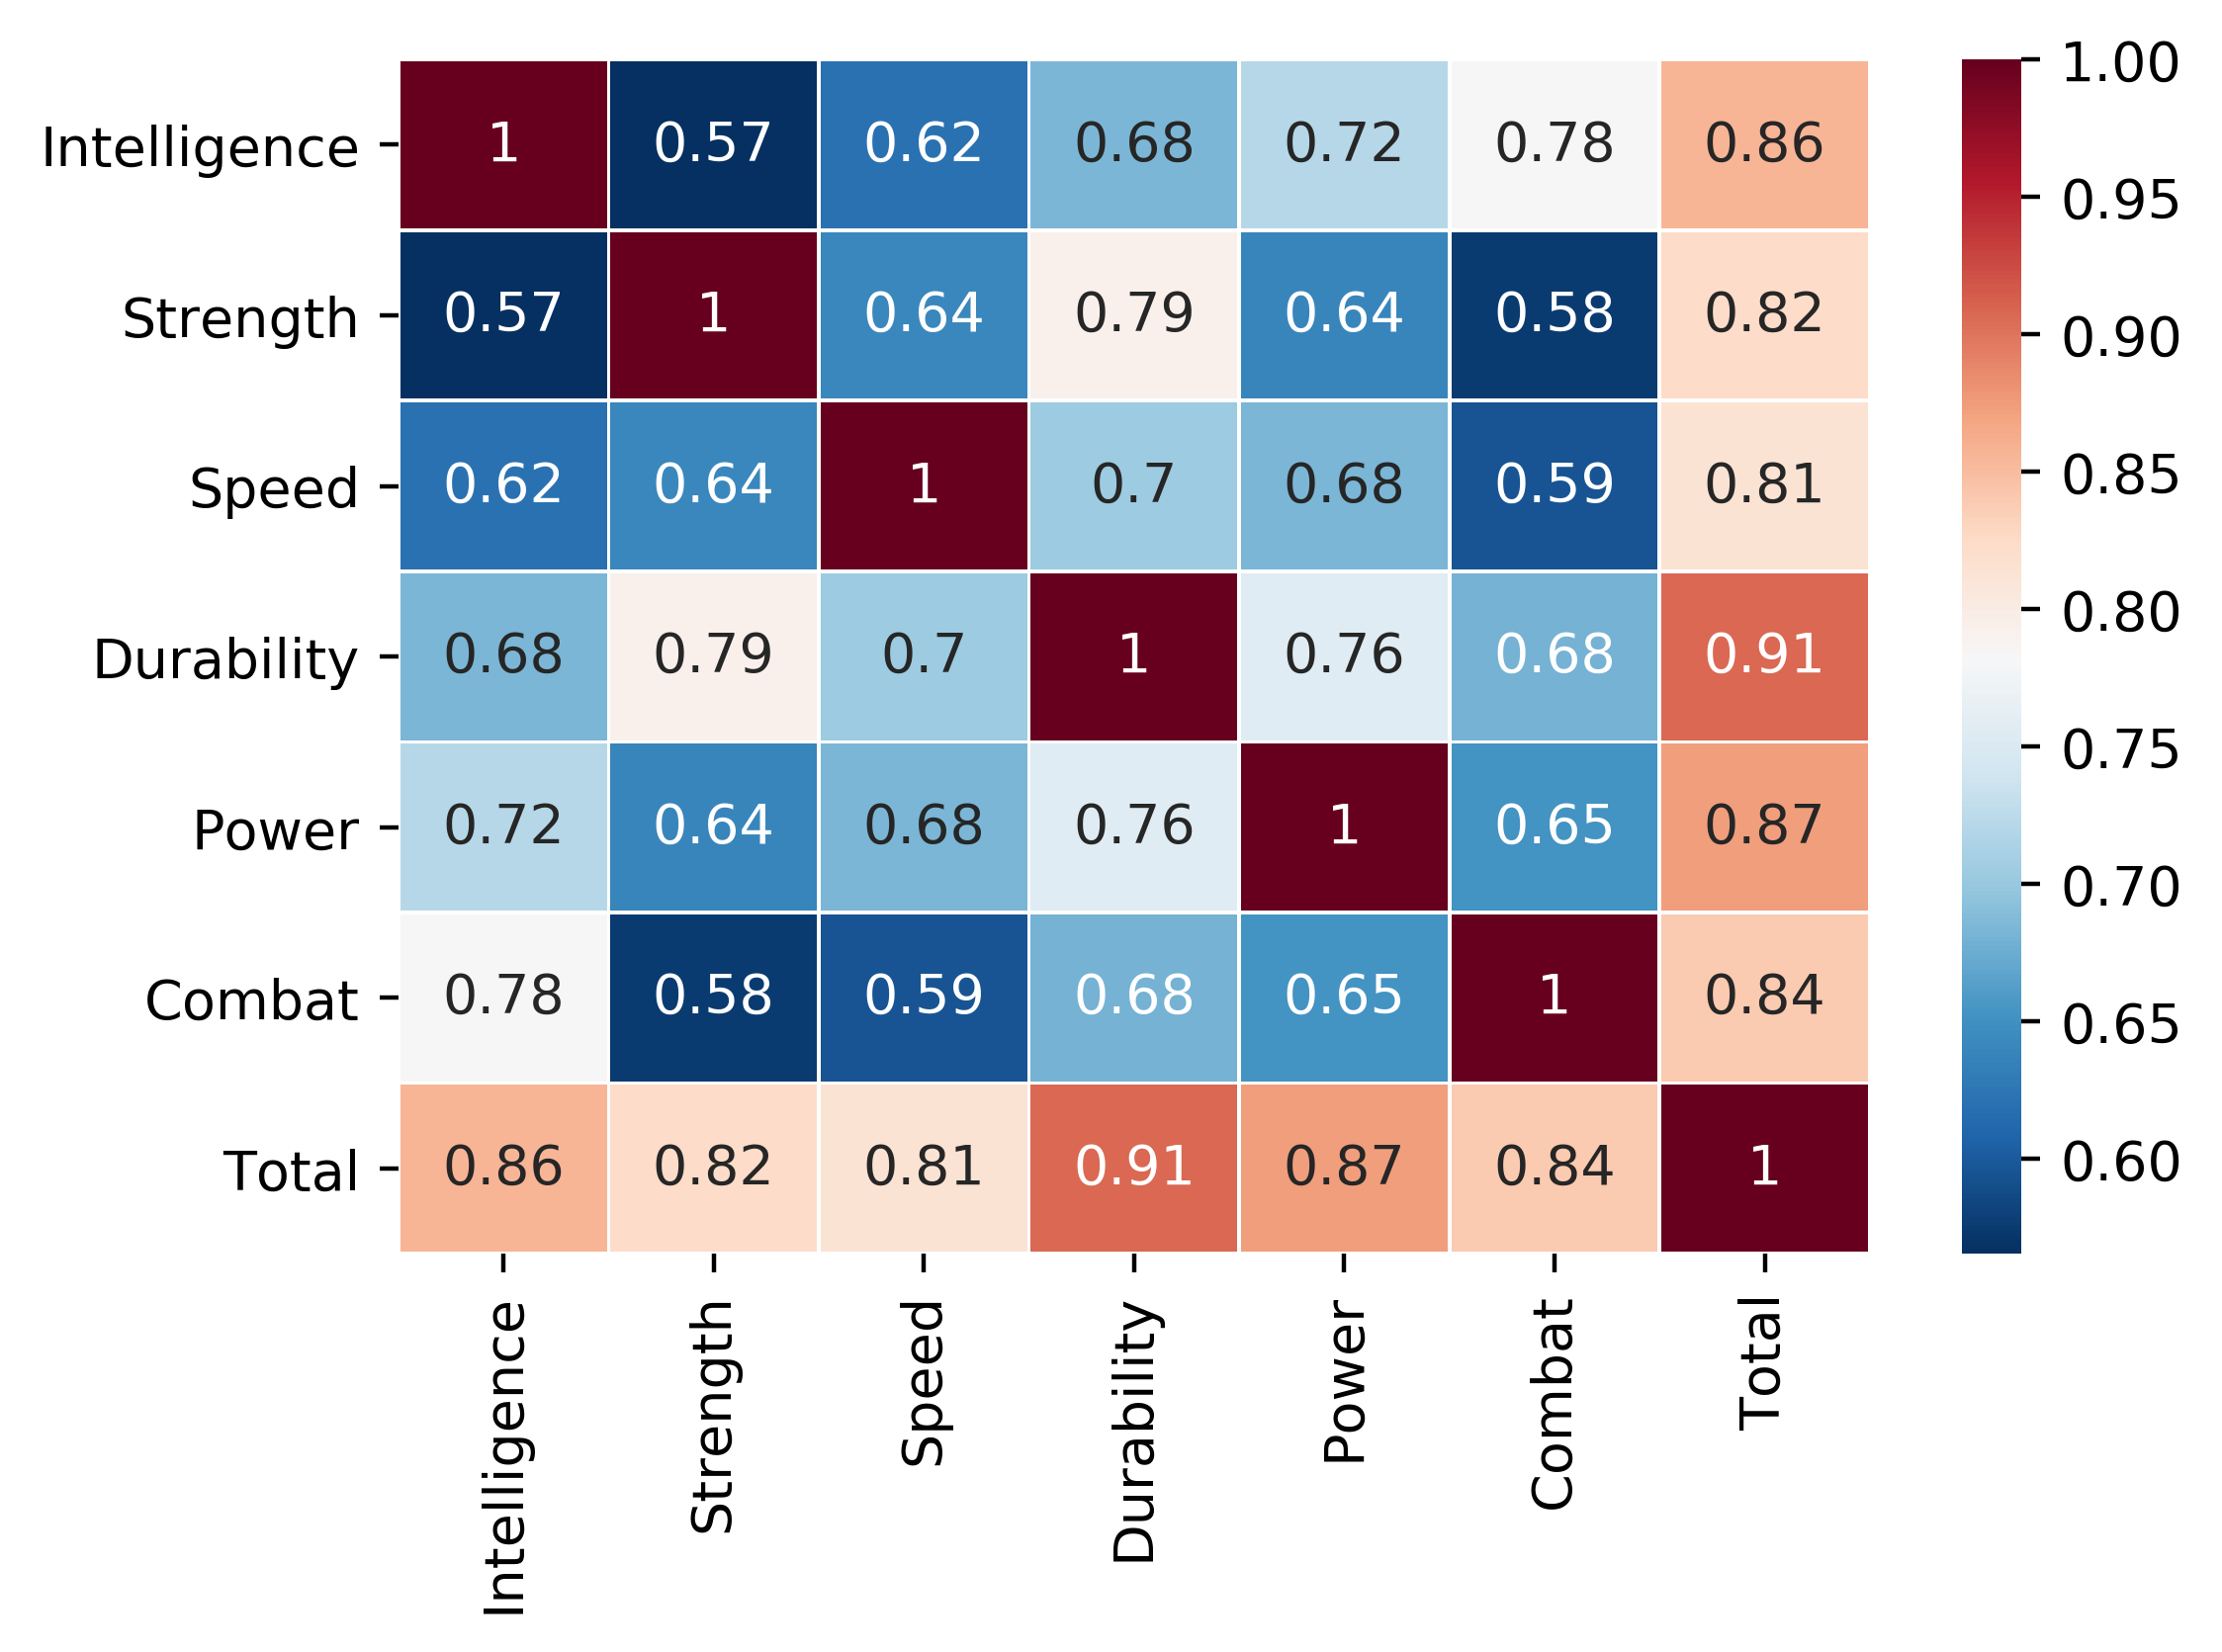 Intelligence 1 0.57 0.62 0.68 0.72 0.78 0.86
Strength 0.57 1 0.64 0.79 0.64 0.58 0.82
Speed 0.62 0.64 1 0.7 0.68 0.59 0.81
Durability 0.68 0.79 0.7 1 0.76 0.68 0.91
Power 0.72 0.64 0.68 0.76 1 0.65 0.87
Combat 0.78 0.58 0.59 0.68 0.65 1 0.84
Total 0.86 0.82 0.81 0.91 0.87 0.84 1
Intelligence
Strength
Speed
Durability
Power
Combat
Total
1.00
0.95
0.90
0.85
0.80
0.75
0.70
0.65
0.60